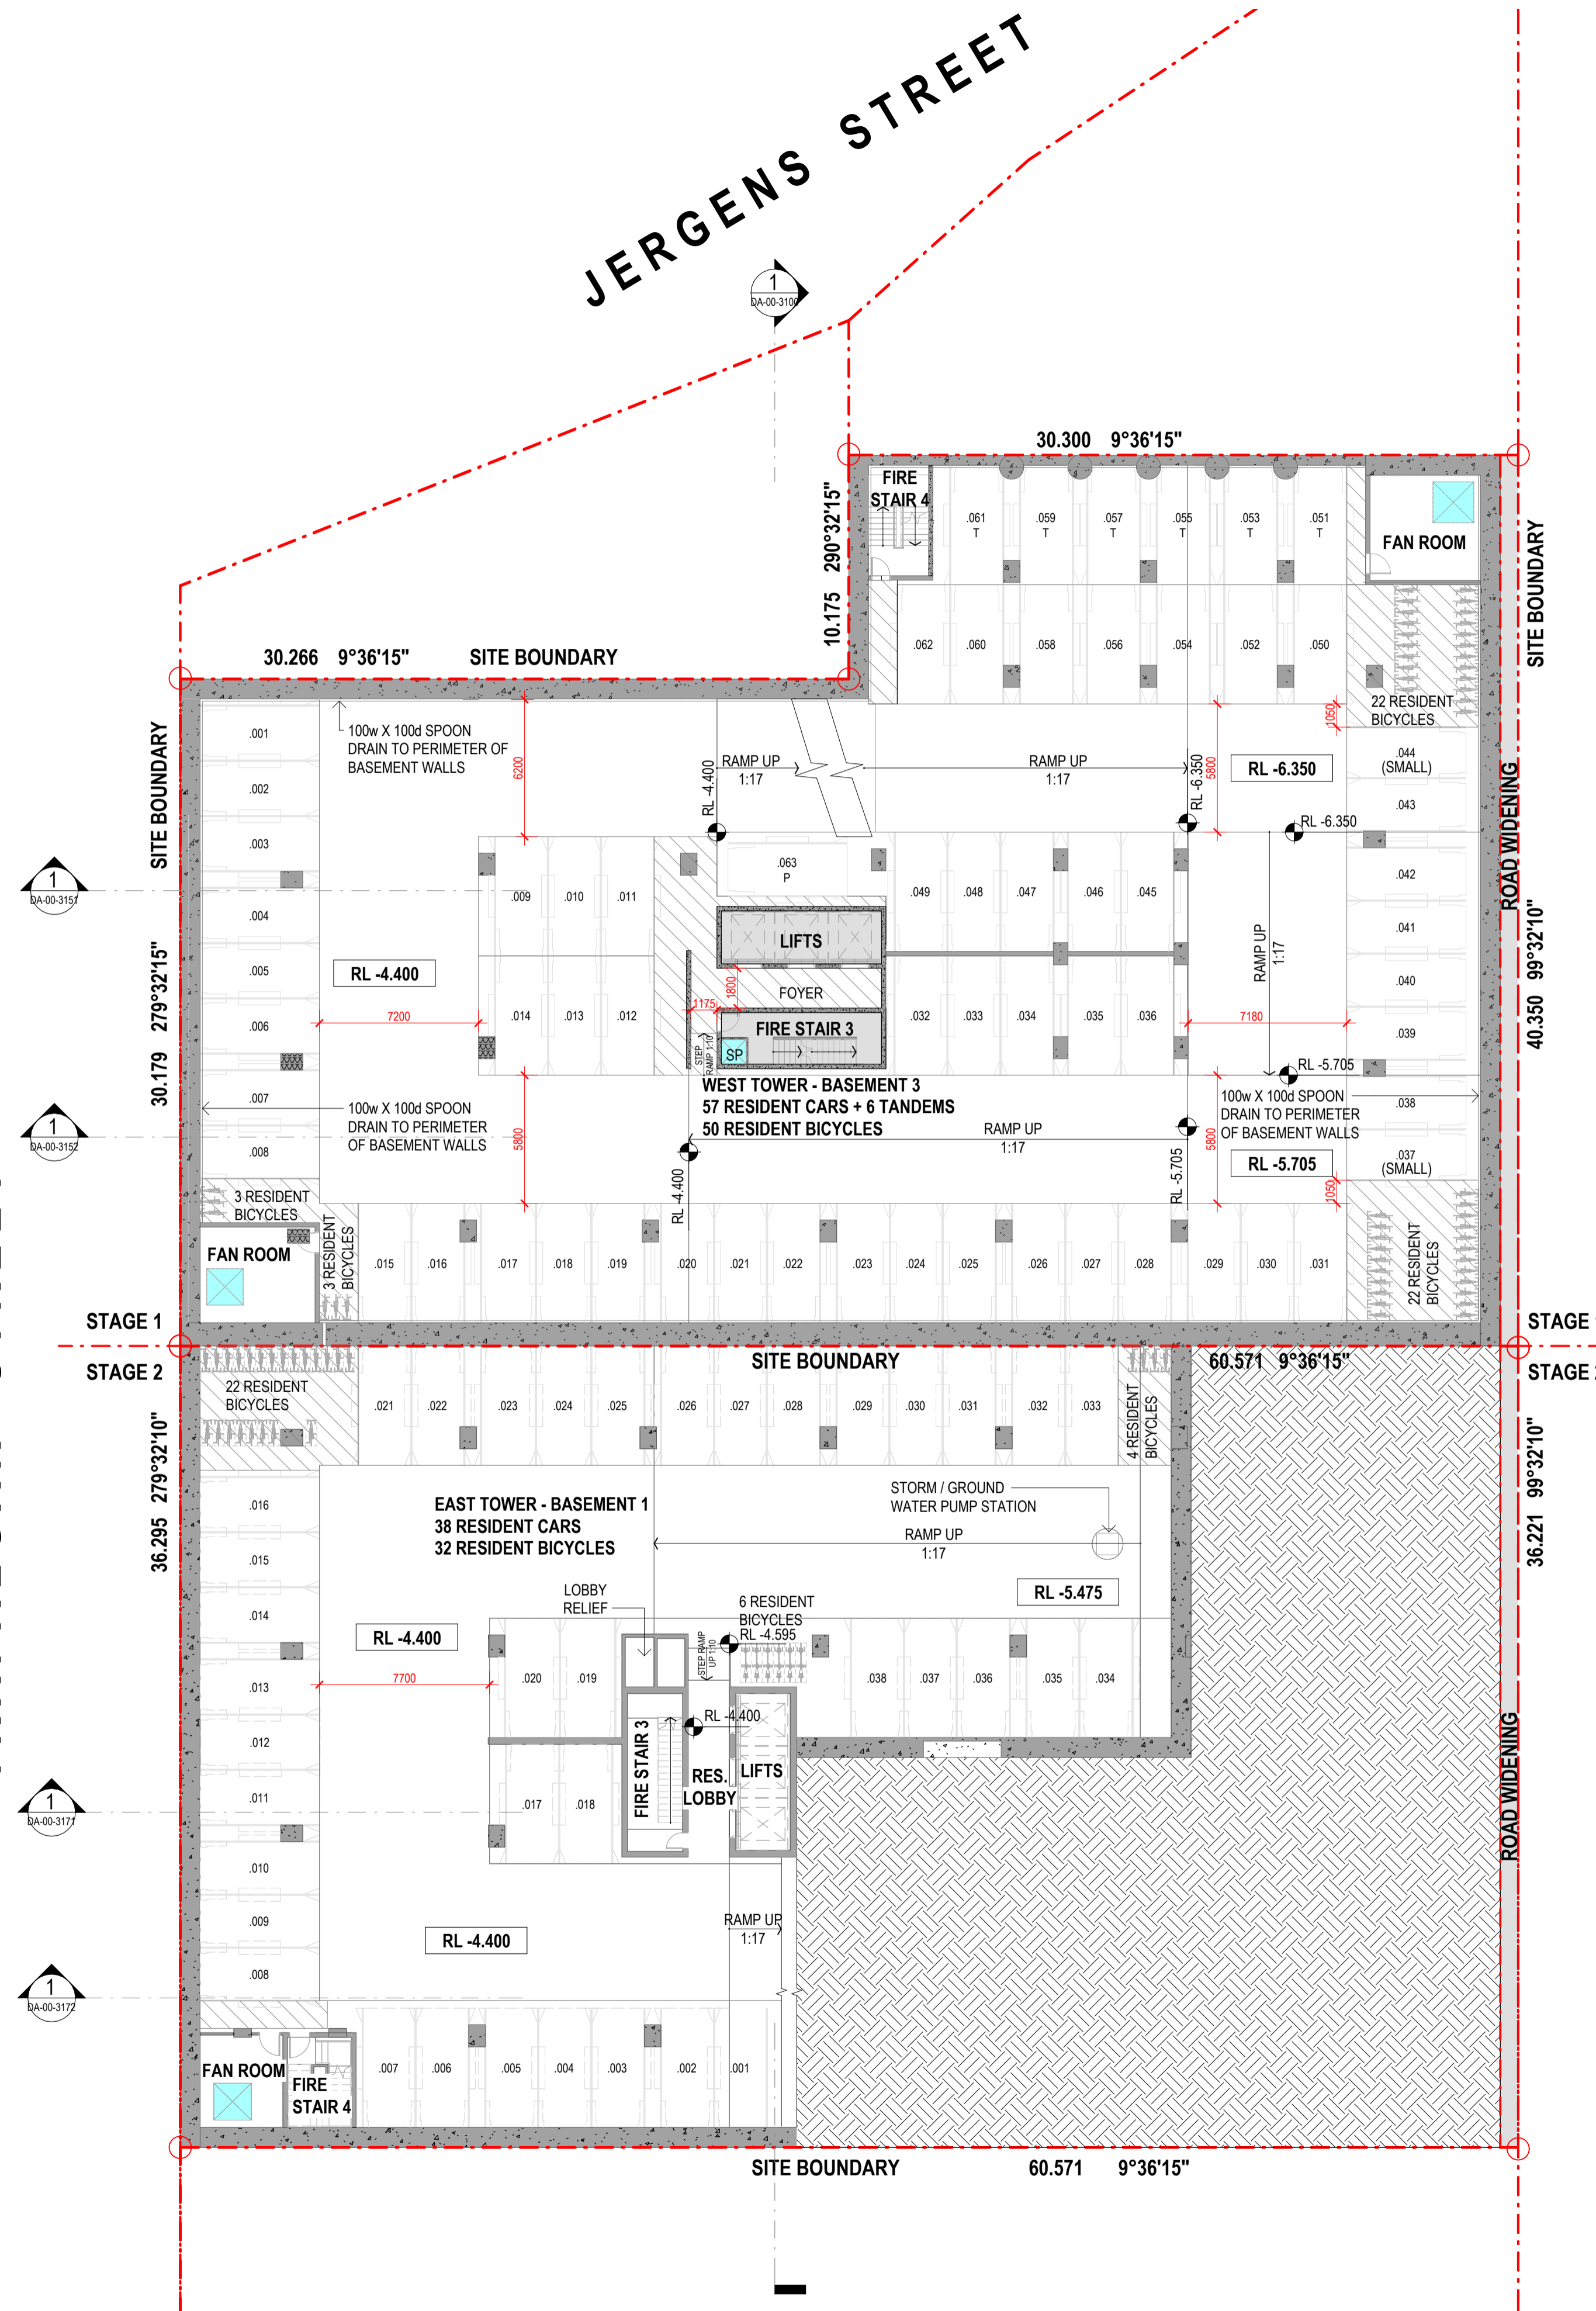 JERGENS STREET
1
DA-00-3100
30.300 9°36'15"
10.175 290°32'15"
SITE BOUNDARY
FIRE
STAIR 4
.061
T
.059
T
.057
T
.055
T
.053
T
.051
T
FAN ROOM
.062
.060
.058
.056
.054
.052
.050
22 RESIDENT
BICYCLES
30.266 9°36'15" SITE BOUNDARY
SITE BOUNDARY
30.179 279°32'15"
100w X 100d SPOON
DRAIN TO PERIMETER OF
BASEMENT WALLS
.001
.002
.003
.004
.005
.006
.007
.008
6200
RL -4.400
RAMP UP
1:17
RAMP UP
1:17
RL -6.350
5800
RL -6.350
1050
.044
(SMALL)
.043
RL -6.350
ROAD WIDENING
40.350 99°32'10"
.042
.041
.040
.039
.038
.037
(SMALL)
1
DA-00-3151
.009
.010
.011
.063
P
.049
.048
.047
.046
.045
LIFTS
RL -4.400
FOYER
1800
1175
RAMP UP
1:17
7200
.014
.013
.012
FIRE STAIR 3
SP
STEP
RAMP 1:10
.032
.033
.034
.035
.036
7180
RL -5.705
WEST TOWER - BASEMENT 3
57 RESIDENT CARS + 6 TANDEMS
50 RESIDENT BICYCLES
100w X 100d SPOON
DRAIN TO PERIMETER
OF BASEMENT WALLS
100w X 100d SPOON
DRAIN TO PERIMETER
OF BASEMENT WALLS
1
DA-00-3152
5800
RAMP UP
1:17
RL -4.400
RL -5.705
5800
RL -5.705
1050
3 RESIDENT
BICYCLES
FAN ROOM
3 RESIDENT
BICYCLES
.015
.016
.017
.018
.019
.020
.021
.022
.023
.024
.025
.026
.027
.028
.029
.030
.031
22 RESIDENT
BICYCLES
STAGE 1
STAGE
STAGE 2
STAGE
SITE BOUNDARY
60.571 9°36'15"
22 RESIDENT
BICYCLES
.021
.022
.023
.024
.025
.026
.027
.028
.029
.030
.031
.032
.033
4 RESIDENT
BICYCLES
36.295 279°32'10"
36.221 99°32'10"
.016
.015
.014
.013
.012
.011
.010
.009
.008
EAST TOWER - BASEMENT 1
38 RESIDENT CARS
32 RESIDENT BICYCLES
STORM / GROUND
WATER PUMP STATION
RAMP UP
1:17
LOBBY
RELIEF
6 RESIDENT
BICYCLES
RL -4.595
RL -5.475
RL -4.400
STEP RAMP
UP 1:10
7700
.020
.019
.038
.037
.036
.035
.034
RL -4.400
FIRE STAIR 3
RES.
LOBBY
LIFTS
ROAD WIDENING
.017
.018
1
DA-00-3171
RL -4.400
RAMP UP
1:17
1
DA-00-3172
FAN ROOM
FIRE
STAIR 4
.007
.006
.005
.004
.003
.002
.001
SITE BOUNDARY 60.571 9°36'15"